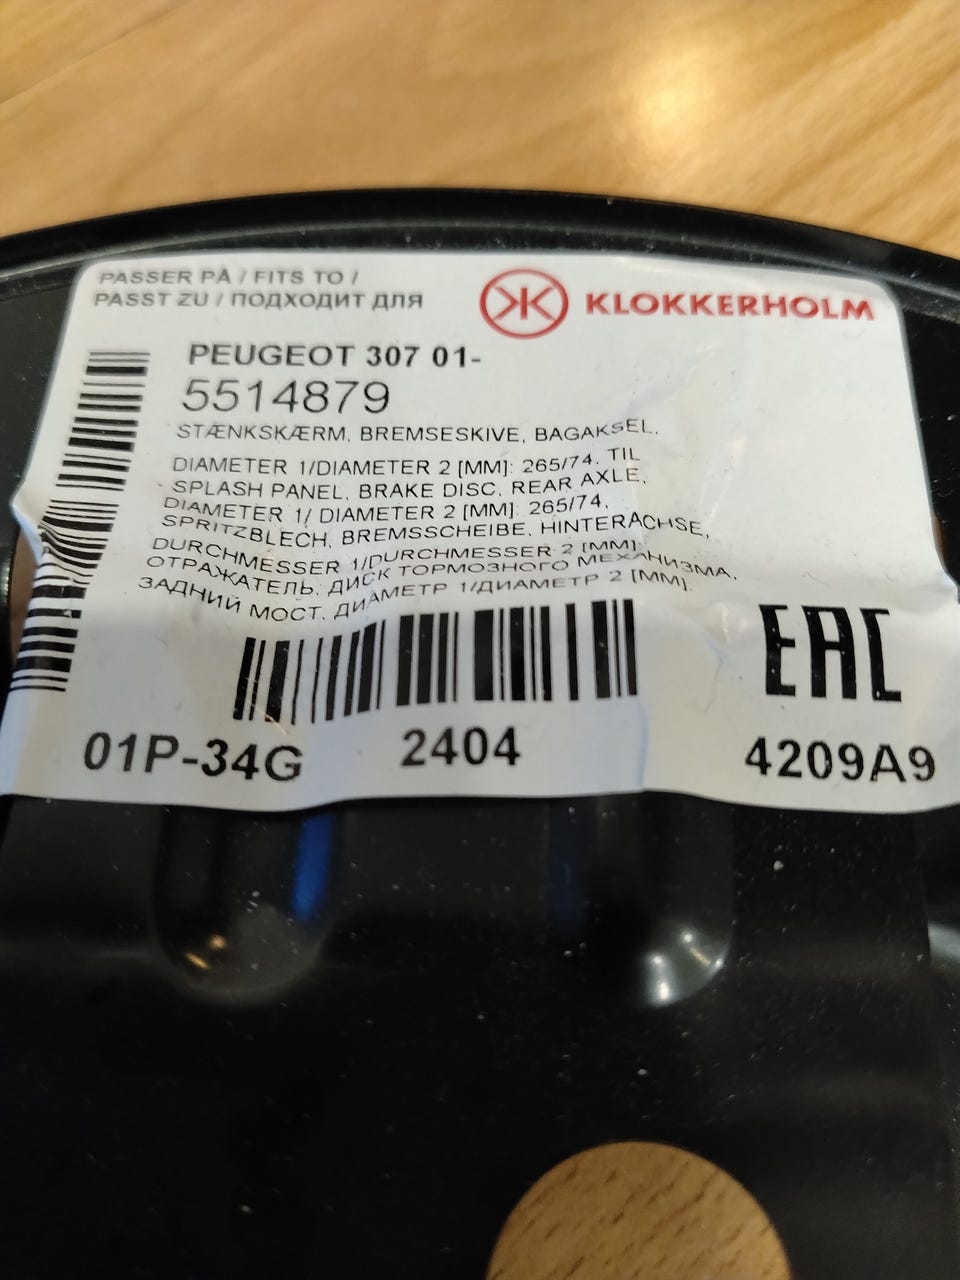 PASSER PÅ / FITS TO /
PASST ZU / ПОДХОДИТ ДЛЯ
KLOKKERHOLM
PEUGEOT 307 01-
5514879
STÆNKSKÆRM, BREMSESKIVE, BAGAKSEL,
DIAMETER 1/DIAMETER 2 [MM]: 265/74, TIL
SPLASH PANEL, BRAKE DISC, REAR AXLE,
DIAMETER 1/ DIAMETER 2 [MM]: 265/74,
SPRITZBLECH, BREMSSCHEIBE, HINTERACHSE,
DURCHMESSER 1/DURCHMESSER 2 [MM]:
ОТРАЖАТЕЛЬ, ДИСК ТОРМОЗНОГО МЕХАНИЗМА,
ЗАДНИЙ МОСТ, ДИАМЕТР 1/ДИАМЕТР 2 [MM]:
EAC
01P-34G 2404 4209A9